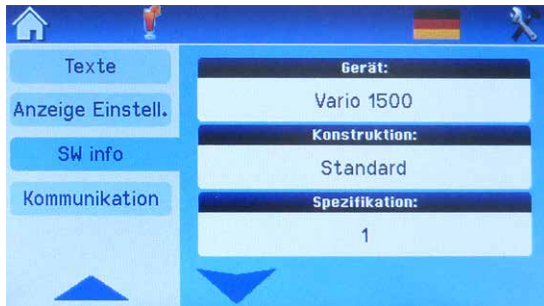 Texte
Anzeige Einstell.
SW info
Kommunikation
Gerät:
Vario 1500
Konstruktion:
Standard
Spezifikation:
1